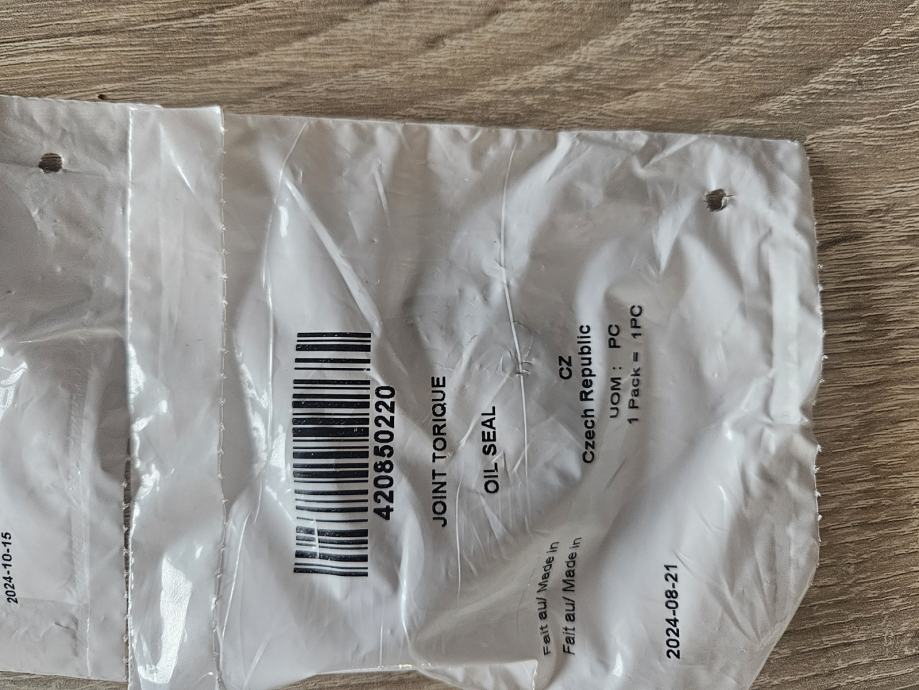 420850220
JOINT TORIQUE
OIL SEAL
Fait au/ Made in CZ
Fait au/ Made in Czech Republic
UOM : PC
1 Pack = 1PC
2024-08-21
2024-10-15